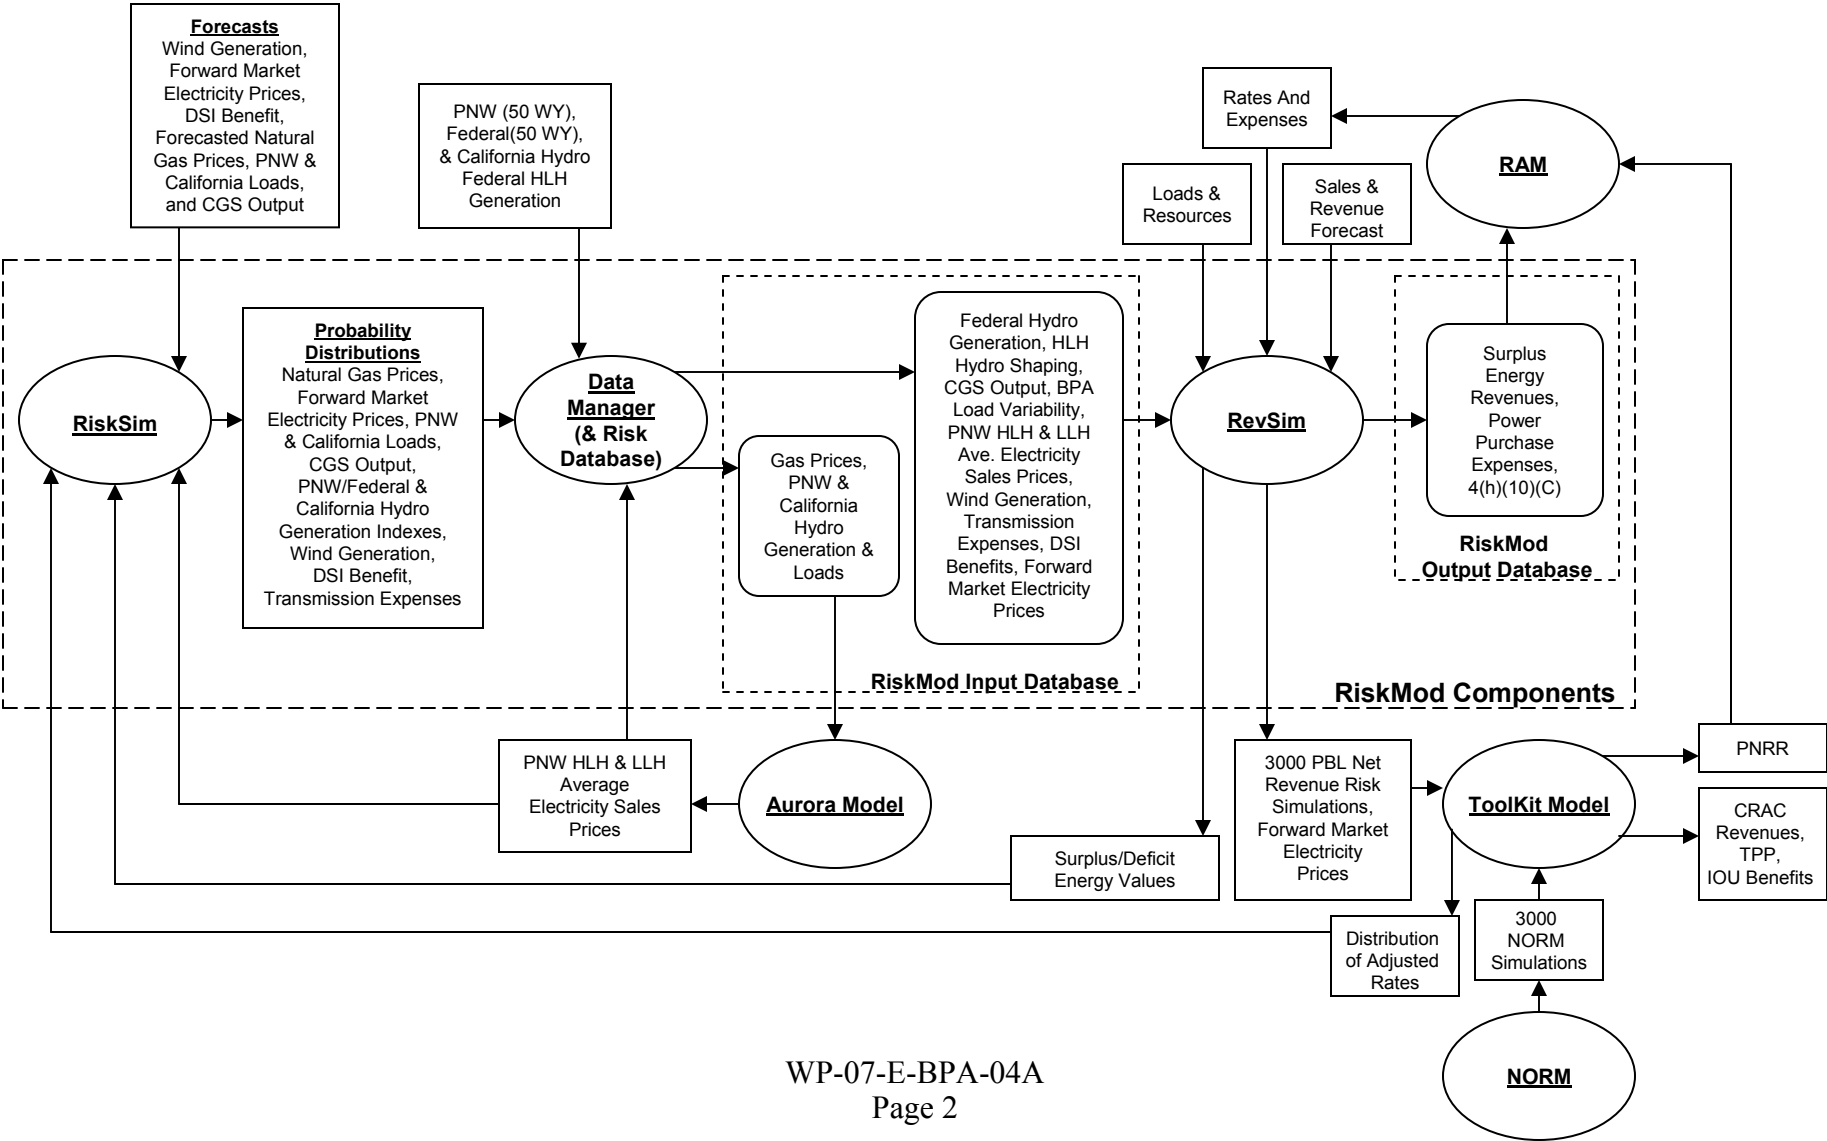 Forecasts
Wind Generation,
Forward Market
Electricity Prices,
DSI Benefit,
Forecasted Natural
Gas Prices, PNW &
California Loads,
and CGS Output
PNW (50 WY),
Federal(50 WY),
& California Hydro
Federal HLH
Generation
Rates And
Expenses
RAM
Loads &
Resources
Sales &
Revenue
Forecast
RiskSim
Probability
Distributions
Natural Gas Prices,
Forward Market
Electricity Prices, PNW
& California Loads,
CGS Output,
PNW/Federal &
California Hydro
Generation Indexes,
Wind Generation,
DSI Benefit,
Transmission Expenses
Data
Manager
(& Risk
Database)
Gas Prices,
PNW &
California
Hydro
Generation &
Loads
Federal Hydro
Generation, HLH
Hydro Shaping,
CGS Output, BPA
Load Variability,
PNW HLH & LLH
Ave. Electricity
Sales Prices,
Wind Generation,
Transmission
Expenses, DSI
Benefits, Forward
Market Electricity
Prices
RiskMod Input Database
RevSim
Surplus
Energy
Revenues,
Power
Purchase
Expenses,
4(h)(10)(C)
RiskMod
Output Database
RiskMod Components
PNW HLH & LLH
Average
Electricity Sales
Prices
Aurora Model
Surplus/Deficit
Energy Values
3000 PBL Net
Revenue Risk
Simulations,
Forward Market
Electricity
Prices
ToolKit Model
PNRR
CRAC
Revenues,
TPP,
IOU Benefits
Distribution
of Adjusted
Rates
3000
NORM
Simulations
NORM
WP-07-E-BPA-04A
Page 2